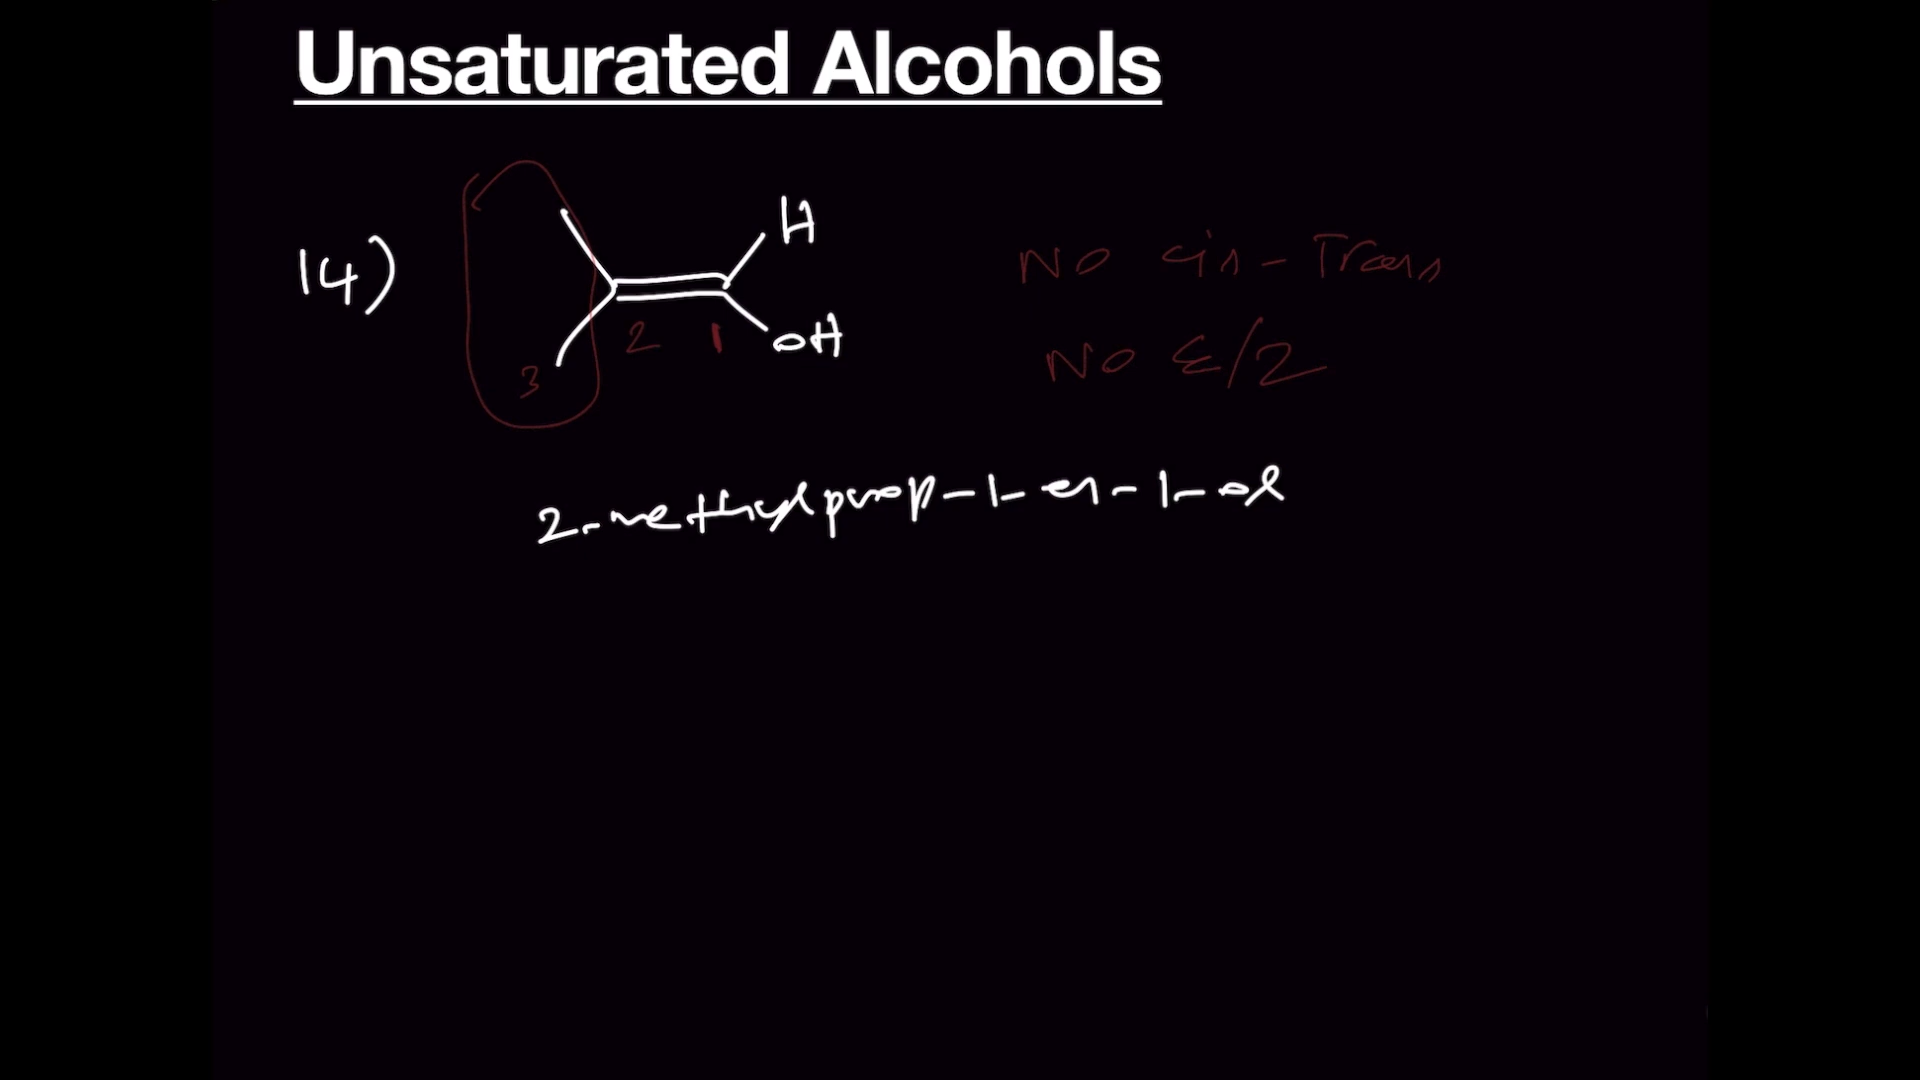 Unsaturated Alcohols
14)
H
OH
2 1
3
NO cis-Trans
NO E/Z
2-methylprop-1-en-1-ol